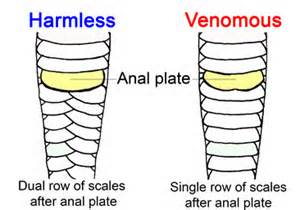 Harmless
Venomous
Anal plate
Dual row of scales
after anal plate
Single row of scales
after anal plate